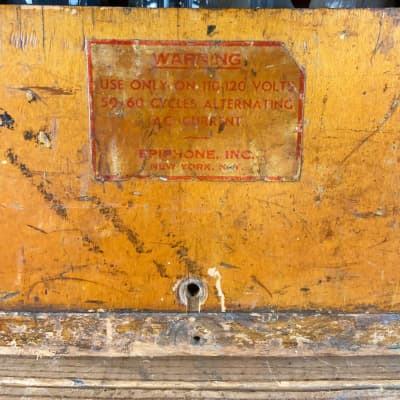 WARNING
USE ONLY ON 110-120 VOLTS
50-60 CYCLES ALTERNATING
AC CURRENT
EPIPHONE, INC.
NEW YORK, N.Y.